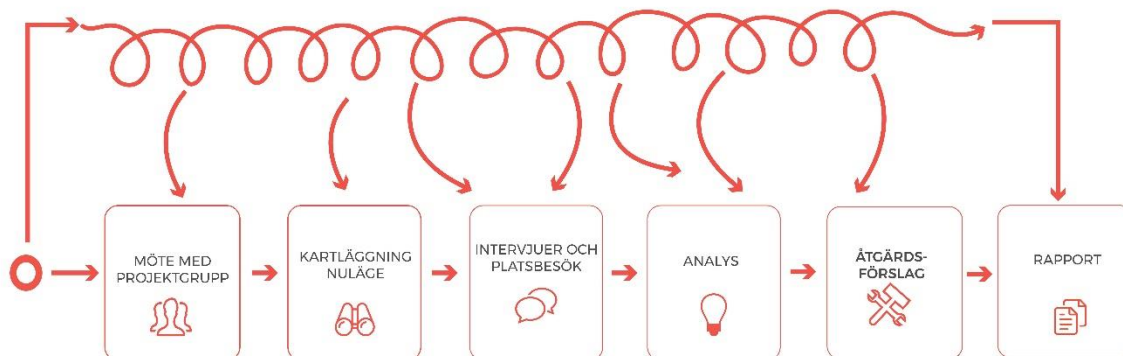 MÖTE MED
PROJEKTGRUPP
KARTLÄGGNING
NULÄGE
INTERVJUER OCH
PLATSBESÖK
ANALYS
ÅTGÄRDS-
FÖRSLAG
RAPPORT